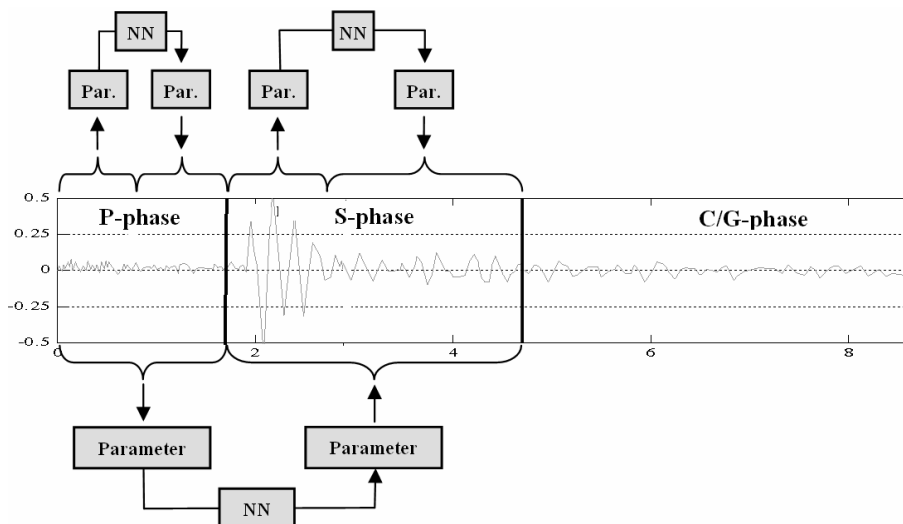 NN NN
Par. Par. Par. Par.
0.5
P-phase S-phase C/G-phase
0.25
0
-0.25
-0.5
0 2 4 6 8
Parameter Parameter
NN